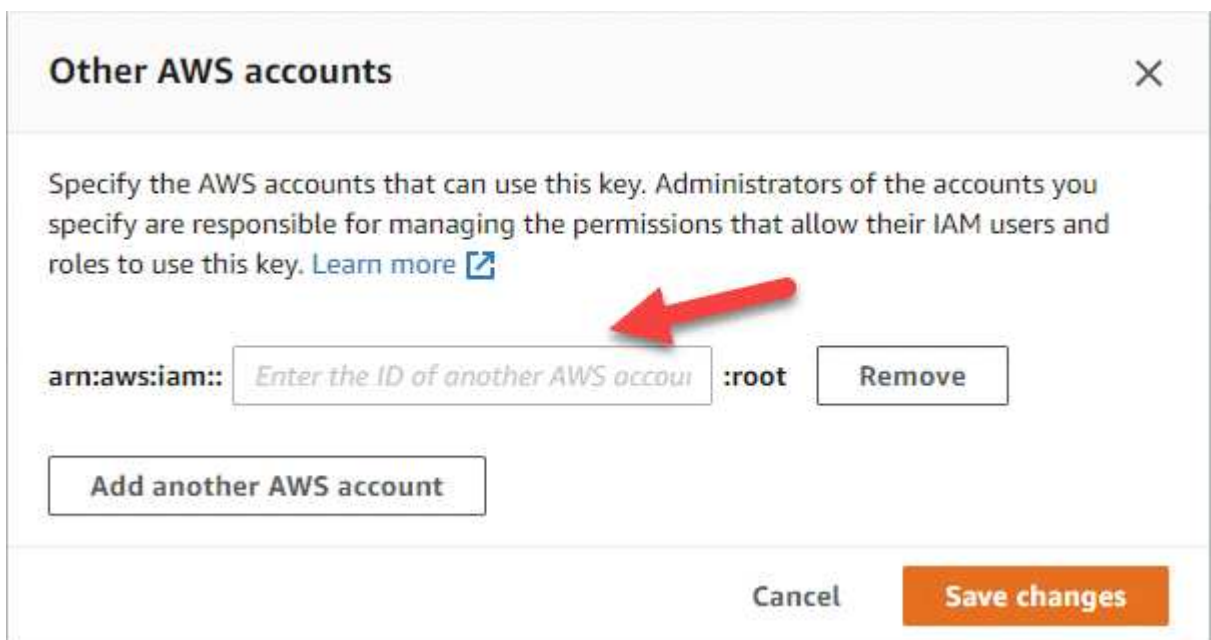 Other AWS accounts
Specify the AWS accounts that can use this key. Administrators of the accounts you
specify are responsible for managing the permissions that allow their IAM users and
roles to use this key. Learn more
arn:aws:iam:: Enter the ID of another AWS accou :root Remove
Add another AWS account
Cancel Save changes